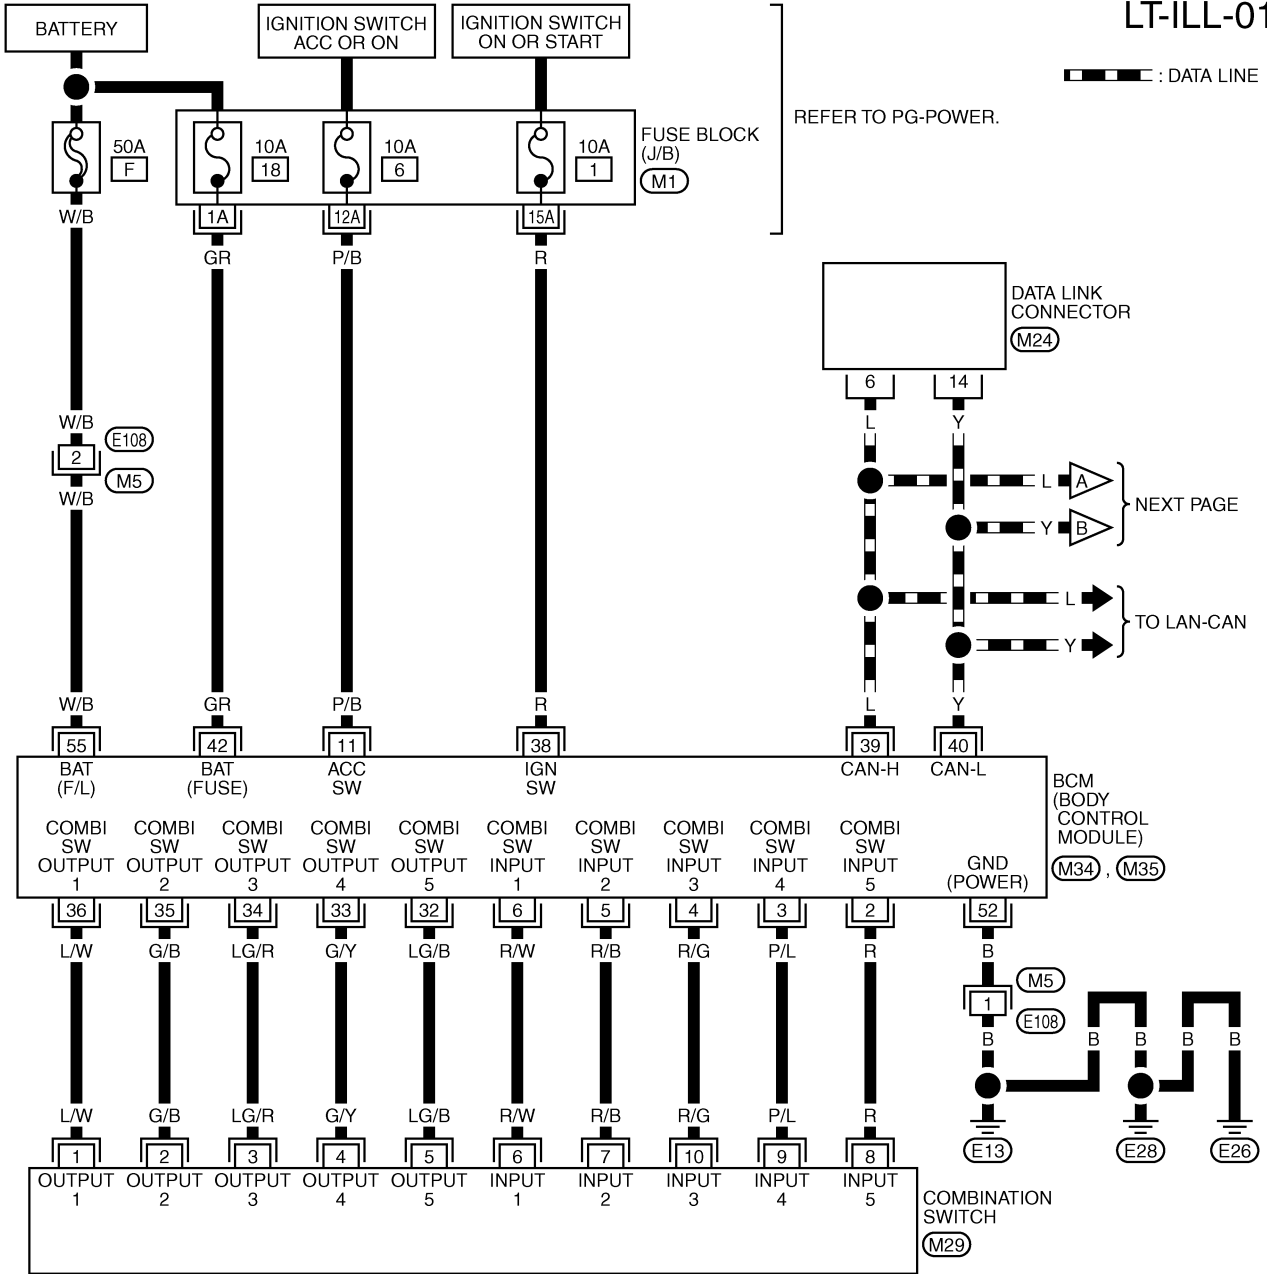 LT-ILL-01
BATTERY
IGNITION SWITCH
ACC OR ON
IGNITION SWITCH
ON OR START
: DATA LINE
REFER TO PG-POWER.
50A
F
10A
18
10A
6
10A
1
FUSE BLOCK
(J/B)
M1
W/B
1A
12A
15A
GR
P/B
R
DATA LINK
CONNECTOR
M24
6
14
L
Y
W/B
E108
2
M5
W/B
L
A
Y
B
NEXT PAGE
L
Y
TO LAN-CAN
W/B
GR
P/B
R
L
Y
55
42
11
38
39
40
BAT
(F/L)
BAT
(FUSE)
ACC
SW
IGN
SW
CAN-H
CAN-L
BCM
(BODY
CONTROL
MODULE)
M34 , M35
COMBI
SW
OUTPUT
1
COMBI
SW
OUTPUT
2
COMBI
SW
OUTPUT
3
COMBI
SW
OUTPUT
4
COMBI
SW
OUTPUT
5
COMBI
SW
INPUT
1
COMBI
SW
INPUT
2
COMBI
SW
INPUT
3
COMBI
SW
INPUT
4
COMBI
SW
INPUT
5
GND
(POWER)
36
35
34
33
32
6
5
4
3
2
52
L/W
G/B
LG/R
G/Y
LG/B
R/W
R/B
R/G
P/L
R
B
M5
1
E108
B
B
B
B
B
L/W
G/B
LG/R
G/Y
LG/B
R/W
R/B
R/G
P/L
R
E13
E28
E26
1
2
3
4
5
6
7
10
9
8
OUTPUT
1
OUTPUT
2
OUTPUT
3
OUTPUT
4
OUTPUT
5
INPUT
1
INPUT
2
INPUT
3
INPUT
4
INPUT
5
COMBINATION
SWITCH
M29